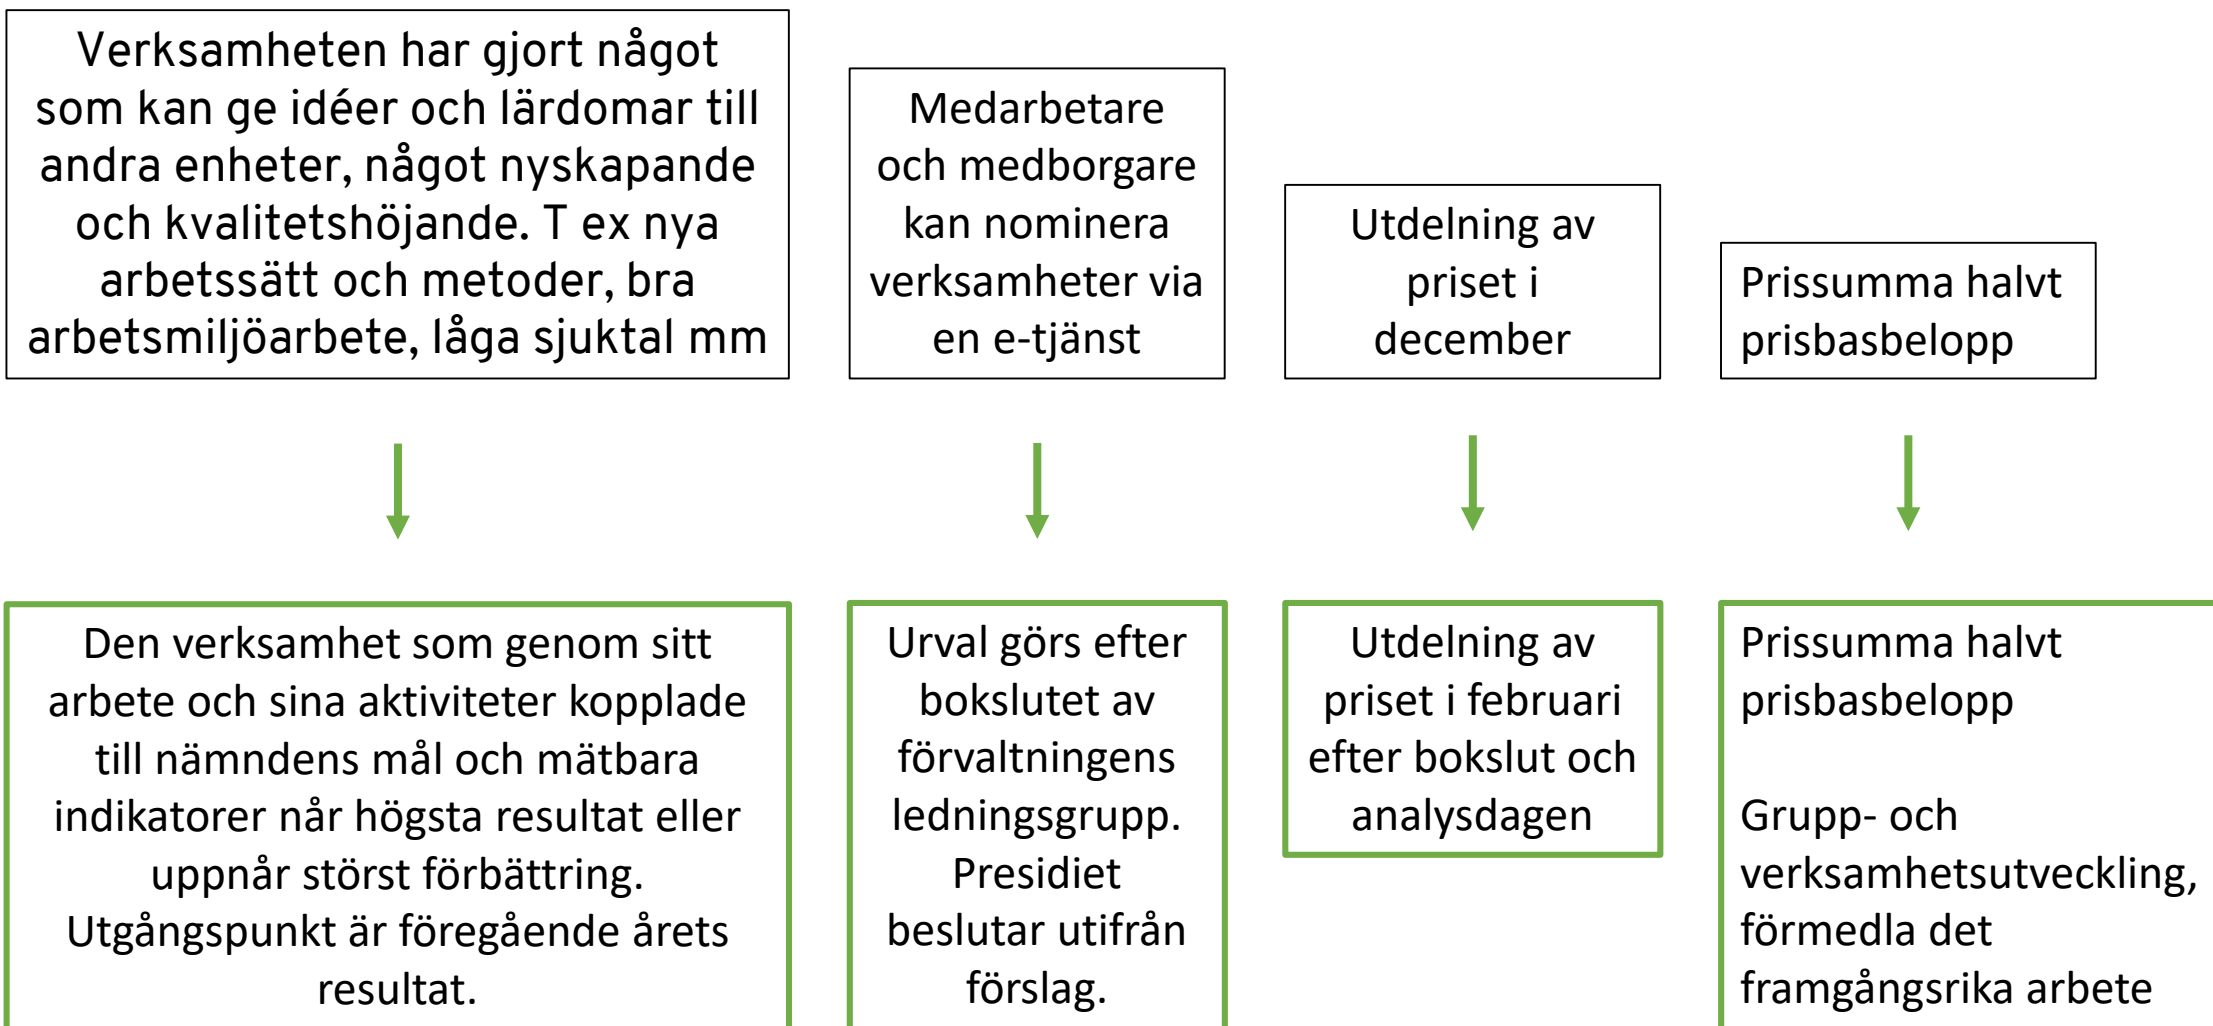 Verksamheten har gjort något
som kan ge idéer och lärdomar till
andra enheter, något nyskapande
och kvalitetshöjande. T ex nya
arbetssätt och metoder, bra
arbetsmiljöarbete, låga sjuktal mm
Medarbetare
och medborgare
kan nominera
verksamheter via
en e-tjänst
Utdelning av
priset i
december
Prissumma halvt
prisbasbelopp
Den verksamhet som genom sitt
arbete och sina aktiviteter kopplade
till nämndens mål och mätbara
indikatorer når högsta resultat eller
uppnår störst förbättring.
Utgångspunkt är föregående årets
resultat.
Urval görs efter
bokslutet av
förvaltningens
ledningsgrupp.
Presidiet
beslutar utifrån
förslag.
Utdelning av
priset i februari
efter bokslut och
analysdagen
Prissumma halvt
prisbasbelopp
Grupp- och
verksamhetsutveckling,
förmedla det
framgångsrika arbete